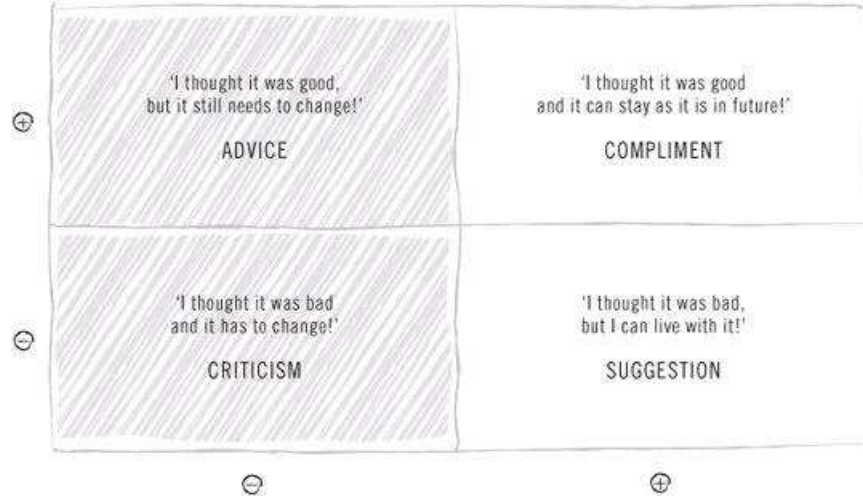 'I thought it was good,
but it still needs to change!'
ADVICE
'I thought it was good
and it can stay as it is in future!'
COMPLIMENT
'I thought it was bad
and it has to change!'
CRITICISM
'I thought it was bad,
but I can live with it!'
SUGGESTION